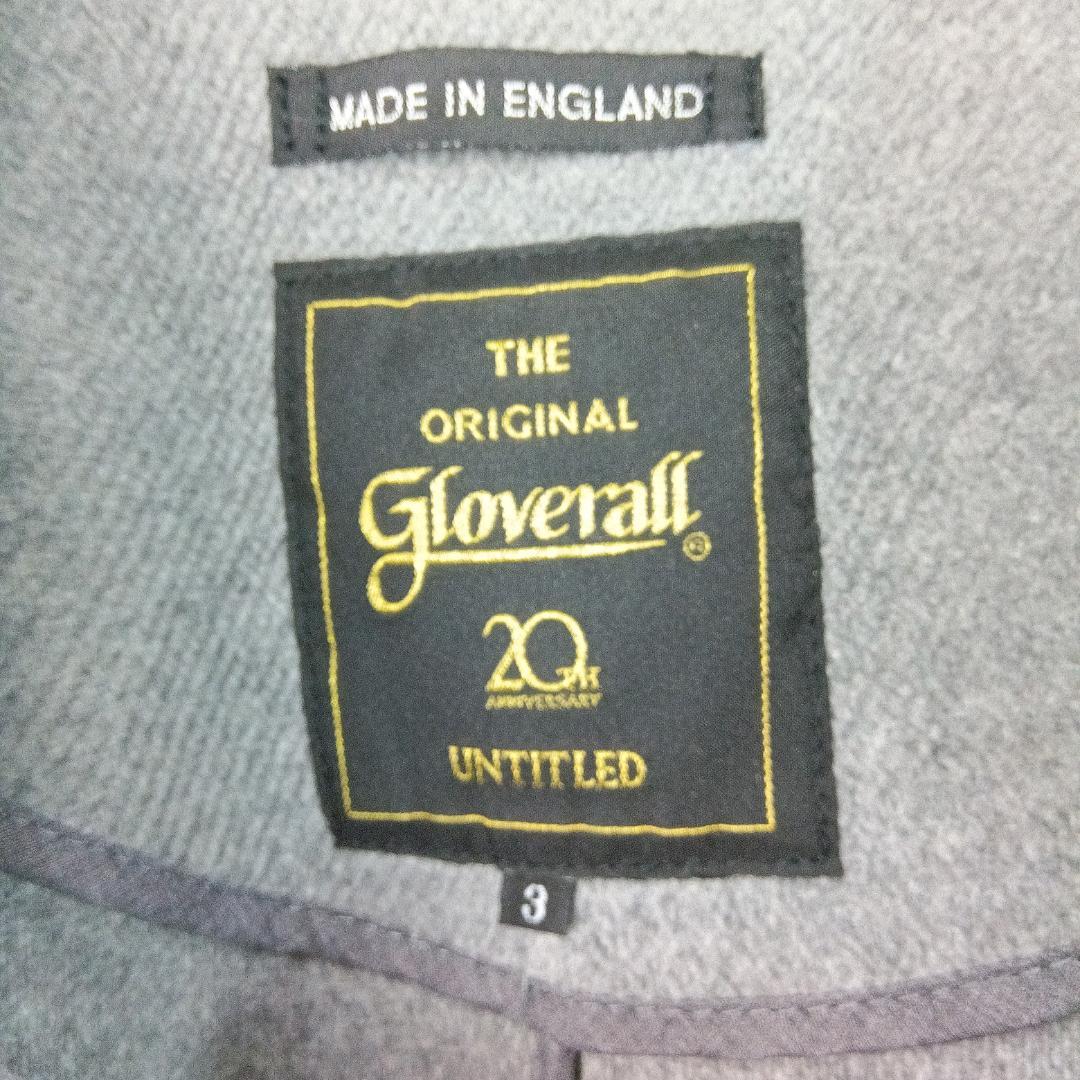 MADE IN ENGLAND
THE
ORIGINAL
Gloverall ®
20TH
ANNIVERSARY
UNTITLED
3